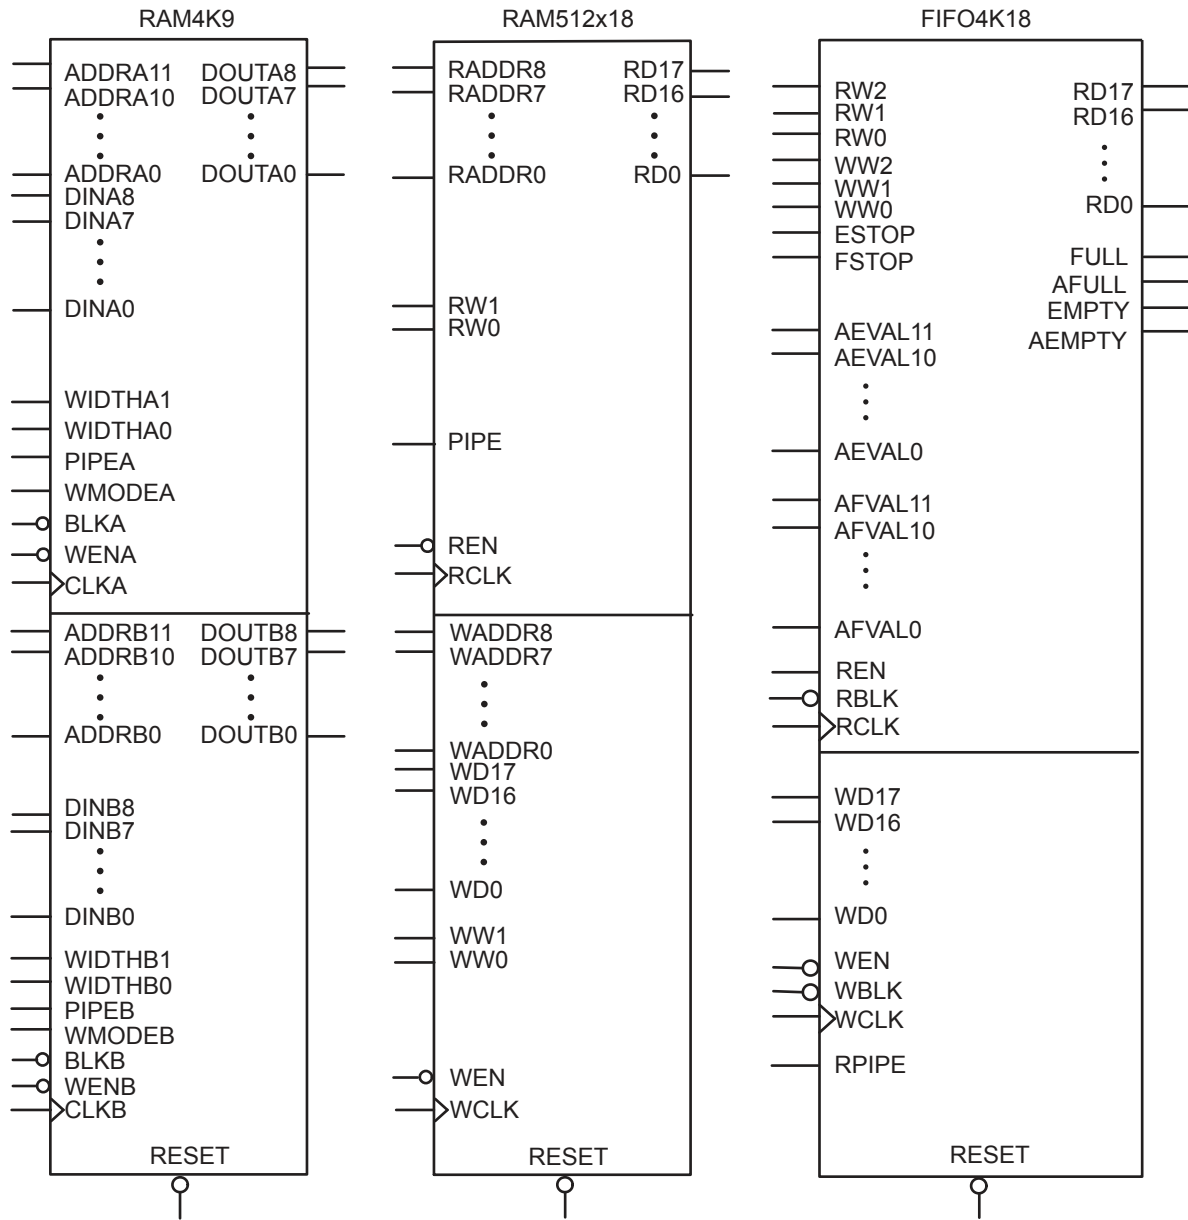 RAM4K9
ADDRA11 DOUTA8
ADDRA10 DOUTA7
ADDRA0 DOUTA0
DINA8
DINA7
DINA0
WIDTHA1
WIDTHA0
PIPEA
WMODEA
BLKA
WENA
CLKA
ADDRB11 DOUTB8
ADDRB10 DOUTB7
ADDRB0 DOUTB0
DINB8
DINB7
DINB0
WIDTHB1
WIDTHB0
PIPEB
WMODEB
BLKB
WENB
CLKB
RESET
RAM512x18
RADDR8 RD17
RADDR7 RD16
RADDR0 RD0
RW1
RW0
PIPE
REN
RCLK
WADDR8
WADDR7
WADDR0
WD17
WD16
WD0
WW1
WW0
WEN
WCLK
RESET
FIFO4K18
RW2 RD17
RW1 RD16
RW0
WW2
WW1
WW0 RD0
ESTOP
FSTOP FULL
AFULL
EMPTY
AEVAL11 AEMPTY
AEVAL10
AEVAL0
AFVAL11
AFVAL10
AFVAL0
REN
RBLK
RCLK
WD17
WD16
WD0
WEN
WBLK
WCLK
RPIPE
RESET